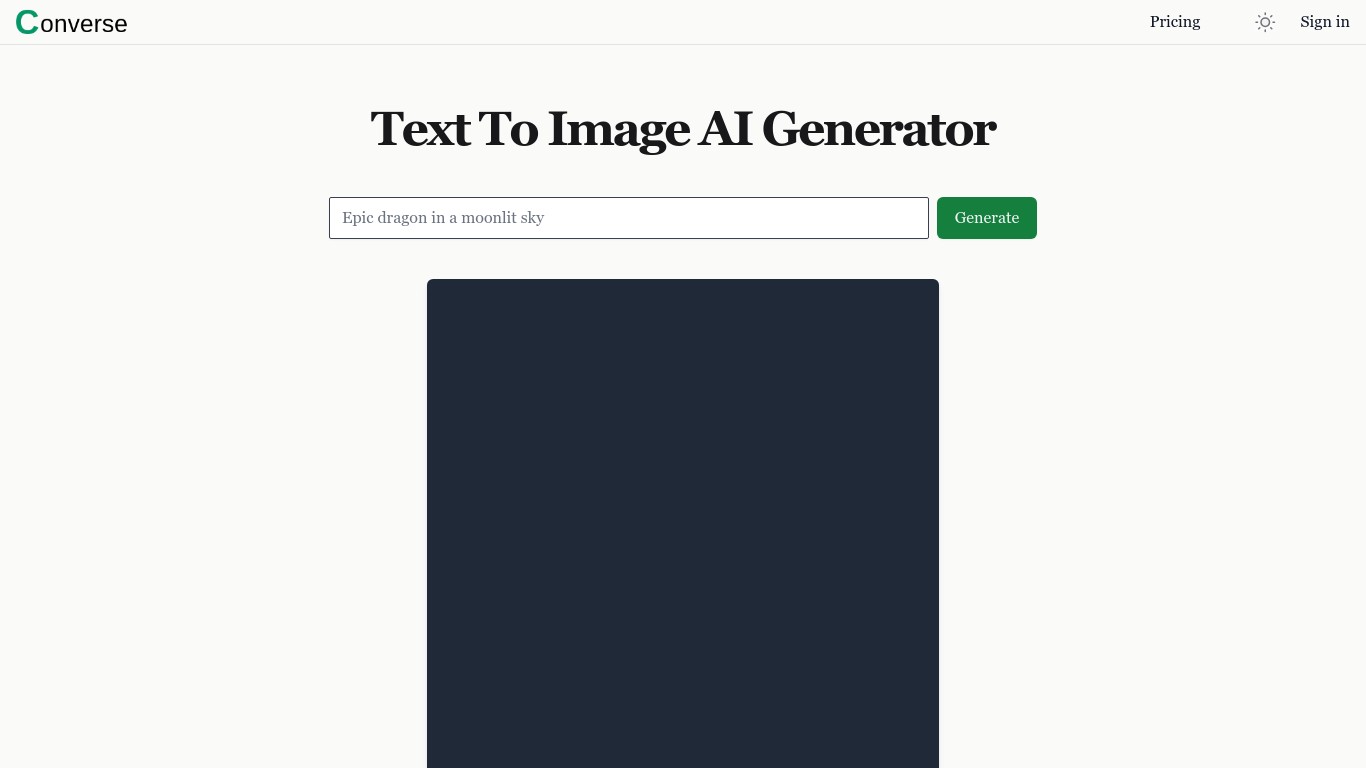 Converse
Pricing
Sign in
Text To Image AI Generator
Epic dragon in a moonlit sky
Generate